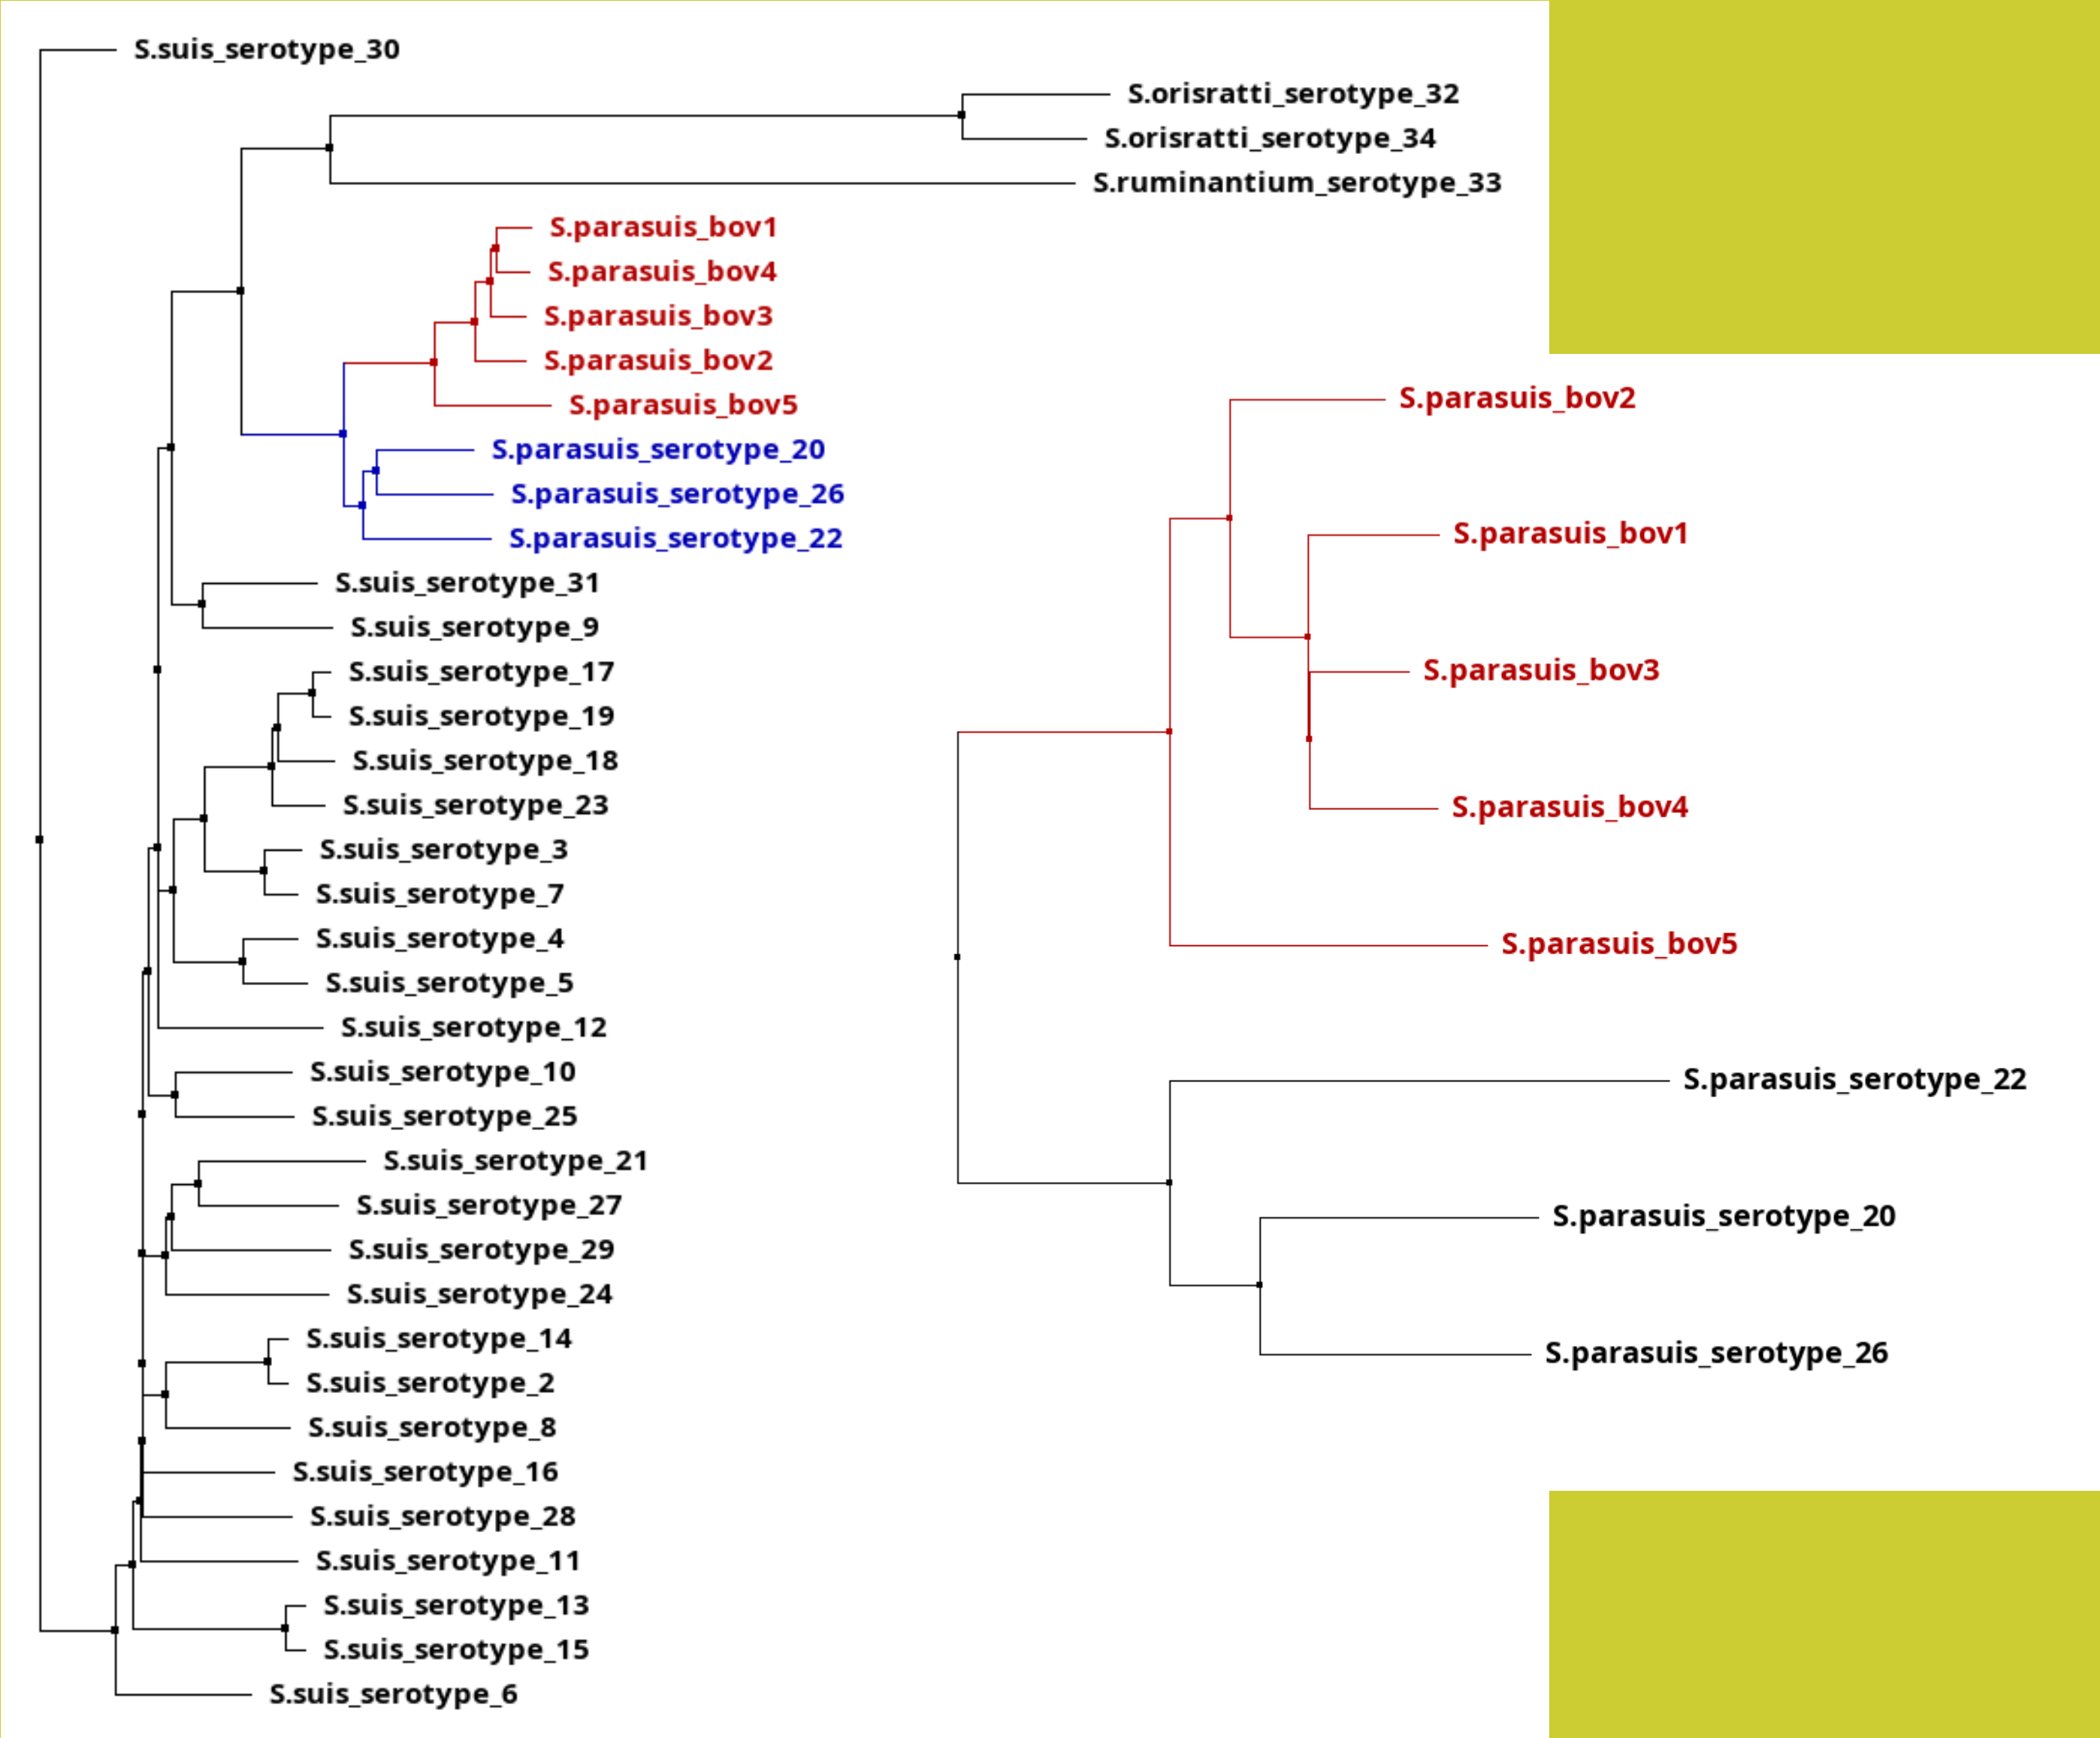 S.suis_serotype_30
S.orisratti_serotype_32
S.orisratti_serotype_34
S.ruminantium_serotype_33
S.parasuis_bov1
S.parasuis_bov4
S.parasuis_bov3
S.parasuis_bov2
S.parasuis_bov5
S.parasuis_serotype_20
S.parasuis_serotype_26
S.parasuis_serotype_22
S.suis_serotype_31
S.suis_serotype_9
S.suis_serotype_17
S.suis_serotype_19
S.suis_serotype_18
S.suis_serotype_23
S.suis_serotype_3
S.suis_serotype_7
S.suis_serotype_4
S.suis_serotype_5
S.suis_serotype_12
S.suis_serotype_10
S.suis_serotype_25
S.suis_serotype_21
S.suis_serotype_27
S.suis_serotype_29
S.suis_serotype_24
S.suis_serotype_14
S.suis_serotype_2
S.suis_serotype_8
S.suis_serotype_16
S.suis_serotype_28
S.suis_serotype_11
S.suis_serotype_13
S.suis_serotype_15
S.suis_serotype_6
S.parasuis_bov2
S.parasuis_bov1
S.parasuis_bov3
S.parasuis_bov4
S.parasuis_bov5
S.parasuis_serotype_22
S.parasuis_serotype_20
S.parasuis_serotype_26